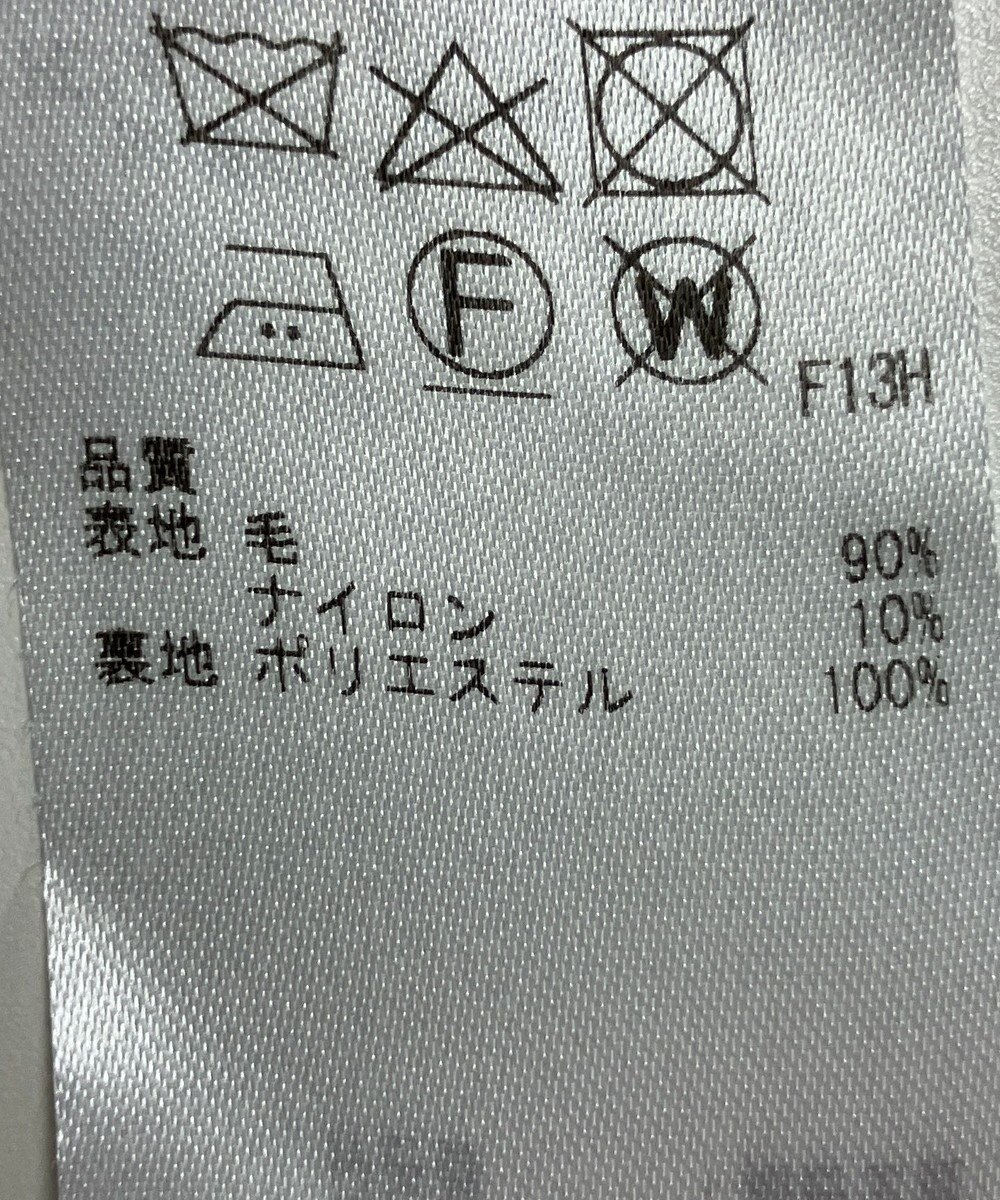 F W F13H
品質
表地 毛 90%
ナイロン 10%
裏地 ポリエステル 100%